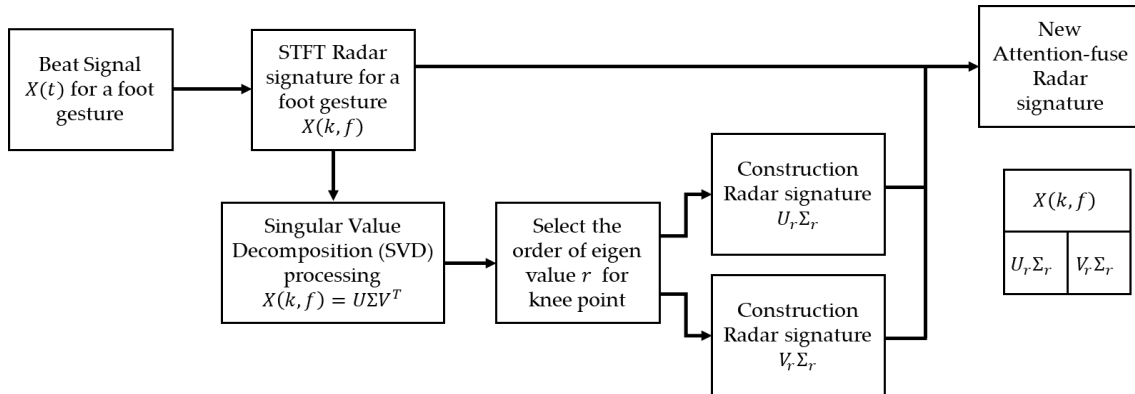 Beat Signal
X(t) for a foot
gesture
STFT Radar
signature for a
foot gesture
X(k, f)
New
Attention-fuse
Radar
signature
Singular Value
Decomposition (SVD)
processing
X(k, f) = UΣV^T
Select the
order of eigen
value r for
knee point
Construction
Radar signature
U_rΣ_r
Construction
Radar signature
V_rΣ_r
X(k, f)
U_rΣ_r V_rΣ_r